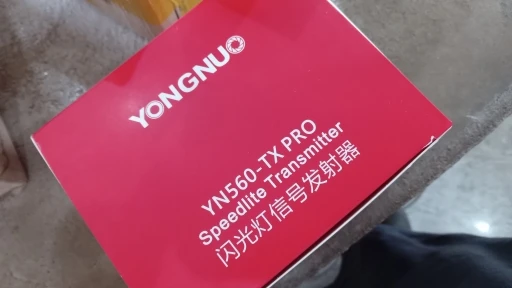 YONGNUO
YN560-TX PRO
Speedlite Transmitter
闪光灯信号发射器